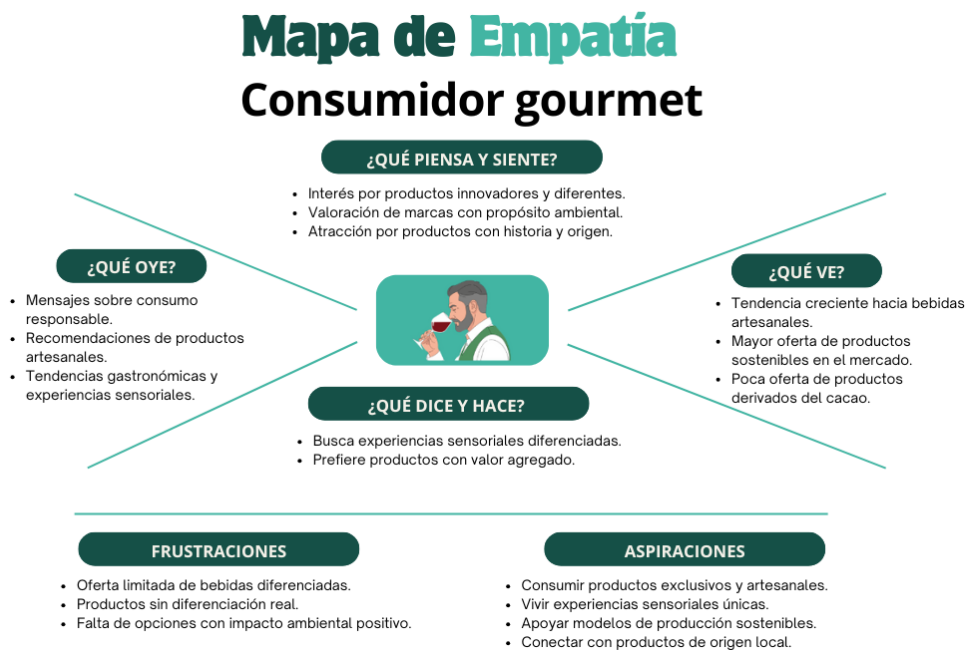 Mapa de Empatía
Consumidor gourmet
¿QUÉ PIENSA Y SIENTE?
• Interés por productos innovadores y diferentes.
• Valoración de marcas con propósito ambiental.
• Atracción por productos con historia y origen.
¿QUÉ OYE?
• Mensajes sobre consumo
responsable.
• Recomendaciones de productos
artesanales.
• Tendencias gastronómicas y
experiencias sensoriales.
¿QUÉ VE?
• Tendencia creciente hacia bebidas
artesanales.
• Mayor oferta de productos
sostenibles en el mercado.
• Poca oferta de productos
derivados del cacao.
¿QUÉ DICE Y HACE?
• Busca experiencias sensoriales diferenciadas.
• Prefiere productos con valor agregado.
FRUSTRACIONES
• Oferta limitada de bebidas diferenciadas.
• Productos sin diferenciación real.
• Falta de opciones con impacto ambiental positivo.
ASPIRACIONES
• Consumir productos exclusivos y artesanales.
• Vivir experiencias sensoriales únicas.
• Apoyar modelos de producción sostenibles.
• Conectar con productos de origen local.